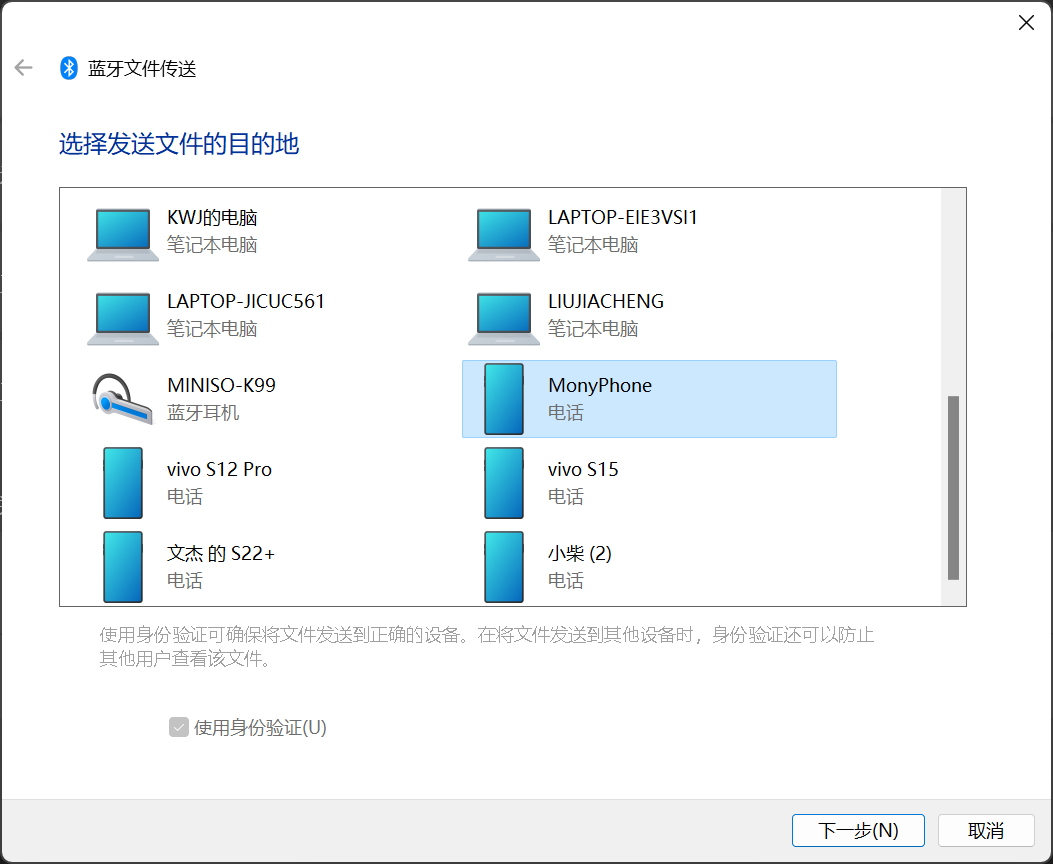 蓝牙文件传送
选择发送文件的目的地
KWJ的电脑
笔记本电脑
LAPTOP-EIE3VSI1
笔记本电脑
LAPTOP-JICUC561
笔记本电脑
LIUJIACHENG
笔记本电脑
MINISO-K99
蓝牙耳机
MonyPhone
电话
vivo S12 Pro
电话
vivo S15
电话
文杰 的 S22+
电话
小柴 (2)
电话
使用身份验证可确保将文件发送到正确的设备。在将文件发送到其他设备时，身份验证还可以防止
其他用户查看该文件。
使用身份验证(U)
下一步(N)
取消